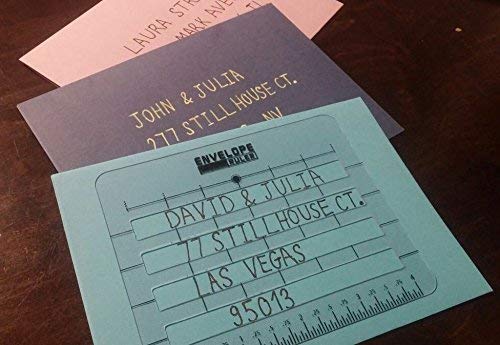 LAURA
MARK AVE
JOHN & JULIA
277 STILLHOUSE CT.
NY
ENVELOPE
RULER
DAVID & JULIA
77 STILLHOUSE CT.
LAS VEGAS
95013